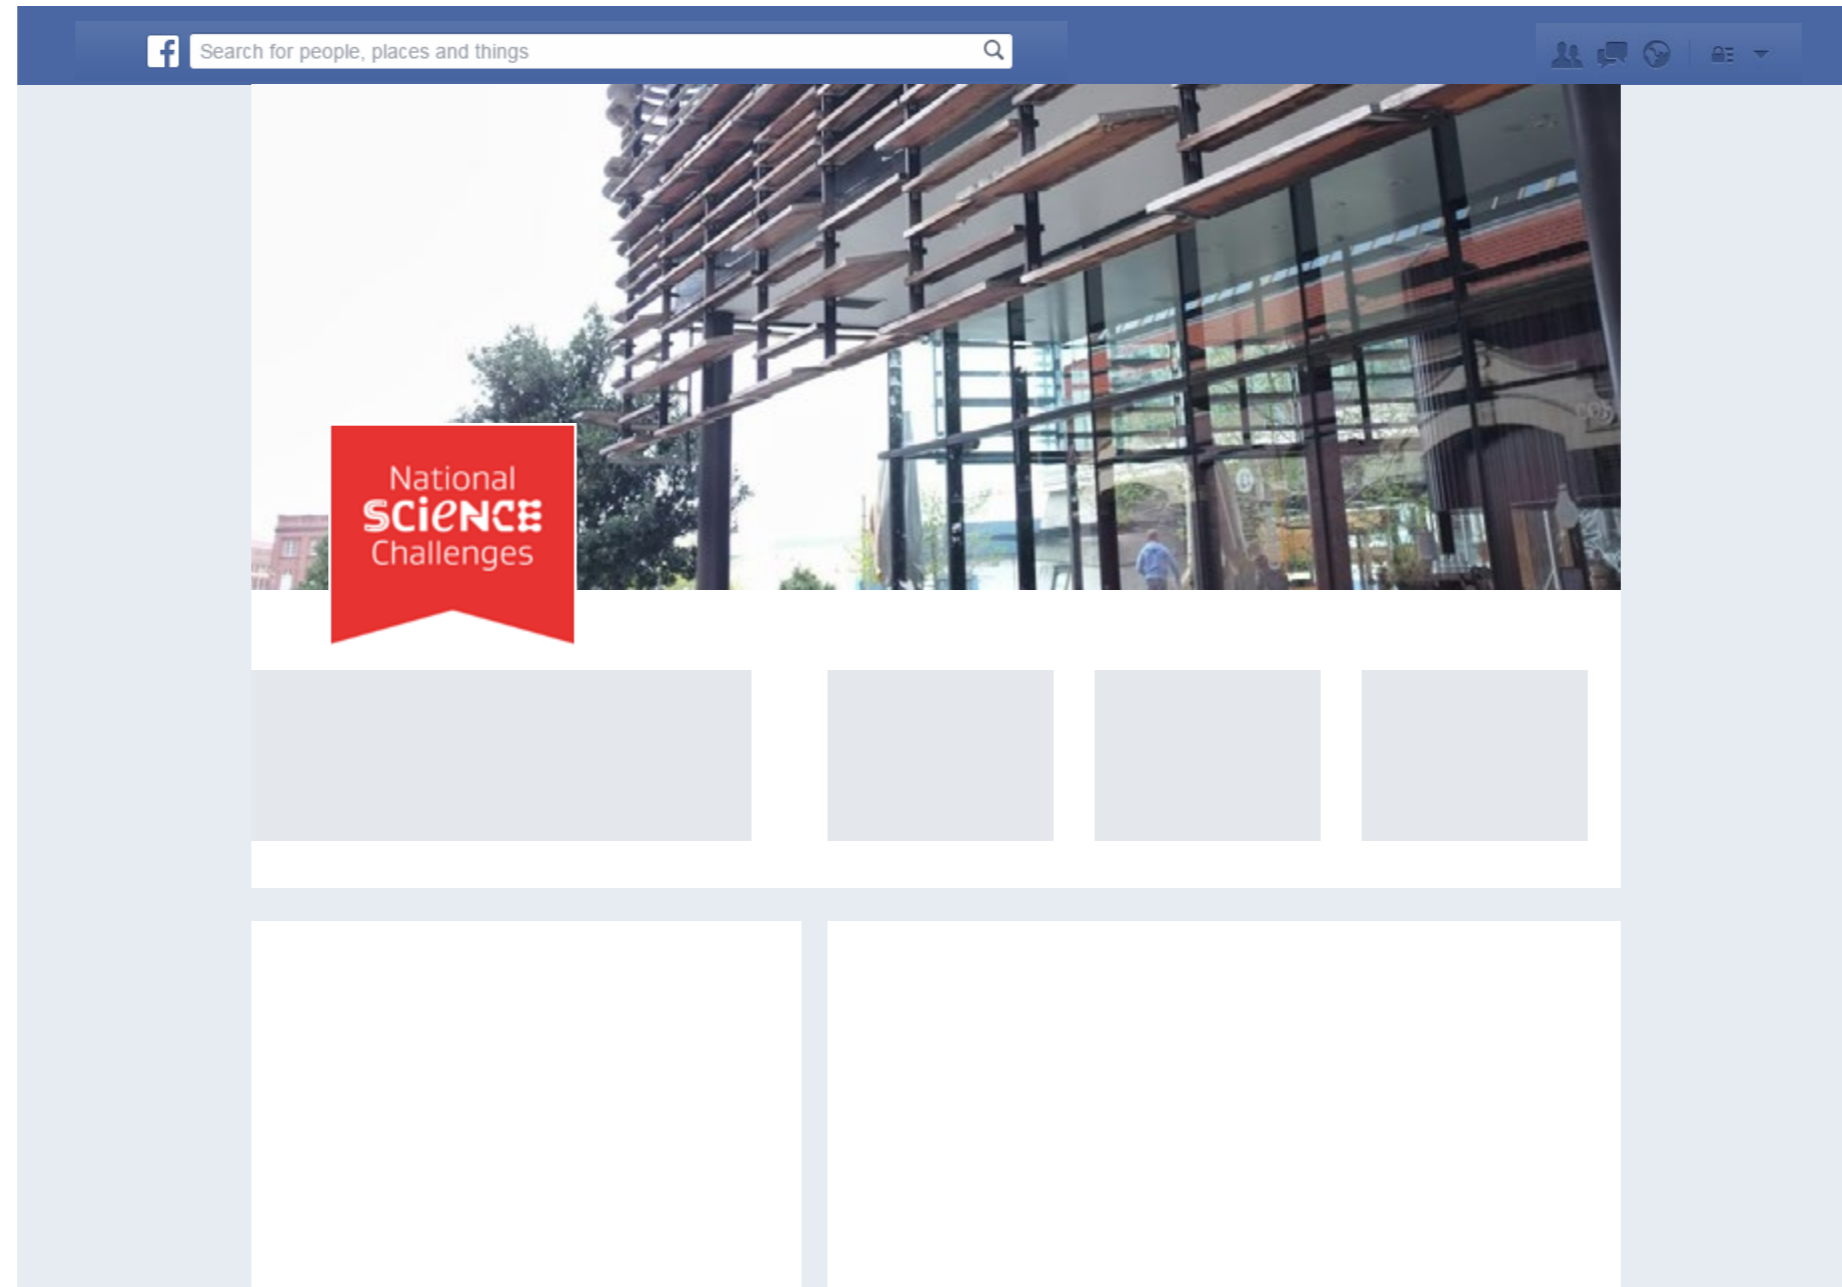 f
Search for people, places and things
National
SCieNCE
Challenges